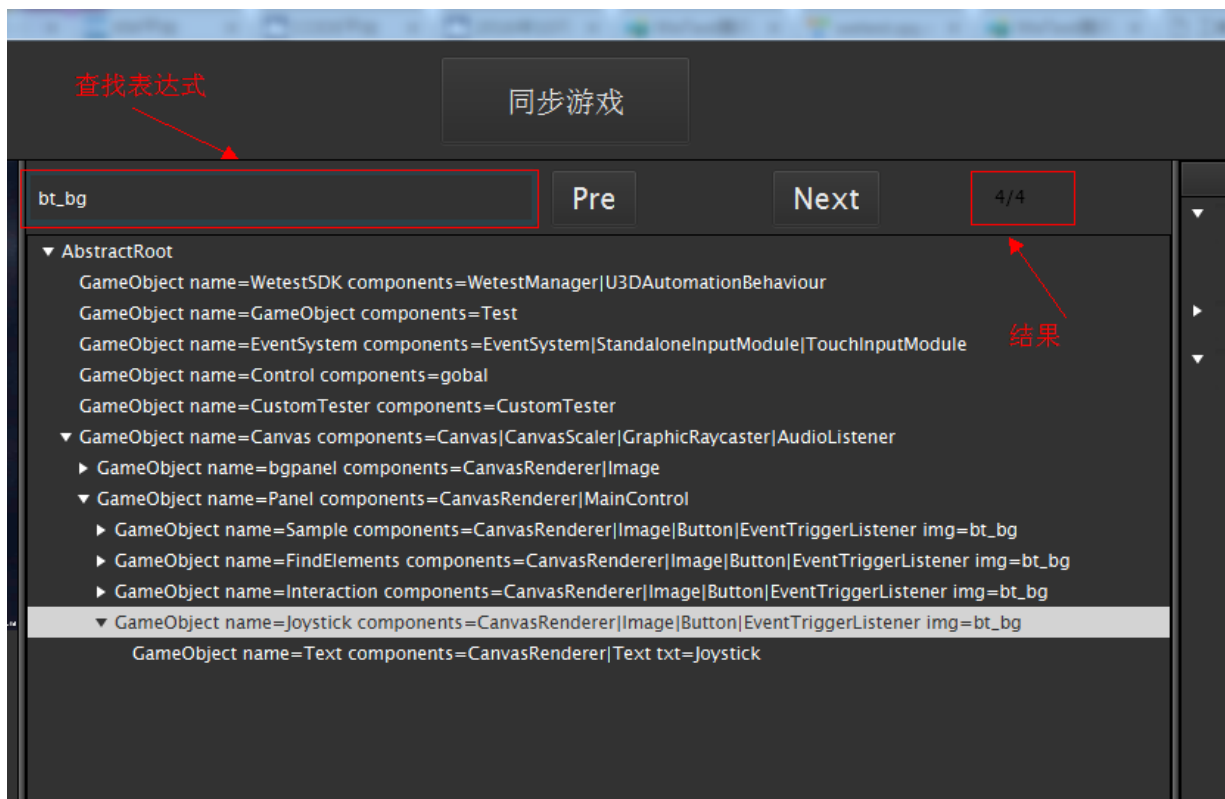 查找表达式
同步游戏
bt_bg
Pre
Next
4/4
AbstractRoot
GameObject name=WetestSDK components=WetestManager|U3DAutomationBehaviour
GameObject name=GameObject components=Test
结果
GameObject name=EventSystem components=EventSystem|StandaloneInputModule|TouchInputModule
GameObject name=Control components=gobal
GameObject name=CustomTester components=CustomTester
GameObject name=Canvas components=Canvas|CanvasScaler|GraphicRaycaster|AudioListener
GameObject name=bgpanel components=CanvasRenderer|Image
GameObject name=Panel components=CanvasRenderer|MainControl
GameObject name=Sample components=CanvasRenderer|Image|Button|EventTriggerListener img=bt_bg
GameObject name=FindElements components=CanvasRenderer|Image|Button|EventTriggerListener img=bt_bg
GameObject name=Interaction components=CanvasRenderer|Image|Button|EventTriggerListener img=bt_bg
GameObject name=Joystick components=CanvasRenderer|Image|Button|EventTriggerListener img=bt_bg
GameObject name=Text components=CanvasRenderer|Text txt=Joystick